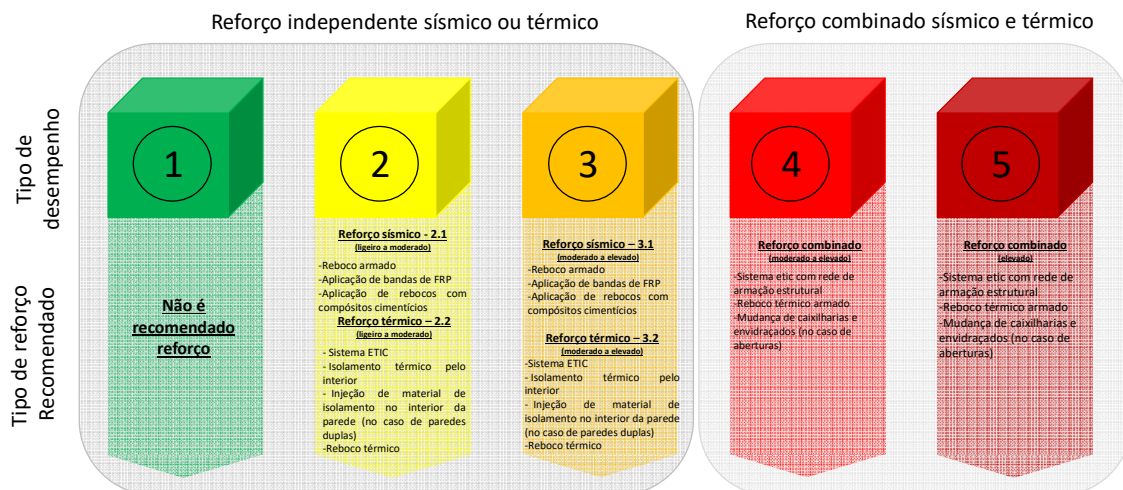 Reforço independente sísmico ou térmico
Reforço combinado sísmico e térmico
Tipo de
desempenho
1
2
3
4
5
Tipo de reforço
Recomendado
Não é
recomendado
reforço
Reforço sísmico - 2.1
(ligeiro a moderado)
-Reboco armado
-Aplicação de bandas de FRP
-Aplicação de rebocos com
compósitos cimentícios
Reforço térmico – 2.2
(ligeiro a moderado)
- Sistema ETIC
- Isolamento térmico pelo
interior
- Injeção de material de
isolamento no interior da
parede (no caso de paredes
duplas)
-Reboco térmico
Reforço sísmico – 3.1
(moderado a elevado)
-Reboco armado
-Aplicação de bandas de FRP
-Aplicação de rebocos com
compósitos cimentícios
Reforço térmico – 3.2
(moderado a elevado)
-Sistema ETIC
- Isolamento térmico pelo
interior
- Injeção de material de
isolamento no interior da parede
(no caso de paredes duplas)
-Reboco térmico
Reforço combinado
(moderado a elevado)
-Sistema etic com rede de
armação estrutural
-Reboco térmico armado
-Mudança de caixilharias e
envidraçados (no caso de
aberturas)
Reforço combinado
(elevado)
-Sistema etic com rede de
armação estrutural
-Reboco térmico armado
-Mudança de caixilharias e
envidraçados (no caso de
aberturas)